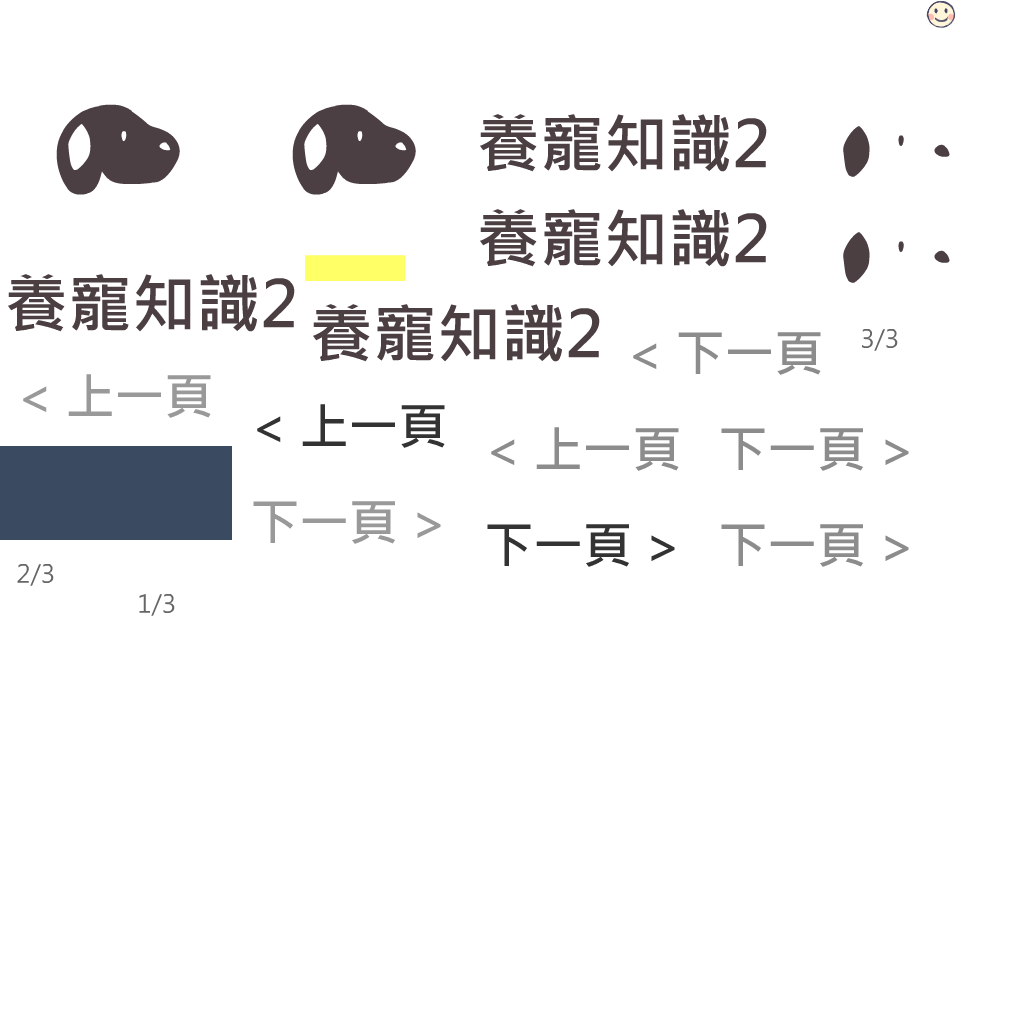 養寵知識2
養寵知識2
養寵知識2
養寵知識2
< 下一頁
3/3
< 上一頁
< 上一頁
< 上一頁
下一頁 >
下一頁 >
下一頁 >
下一頁 >
2/3
1/3